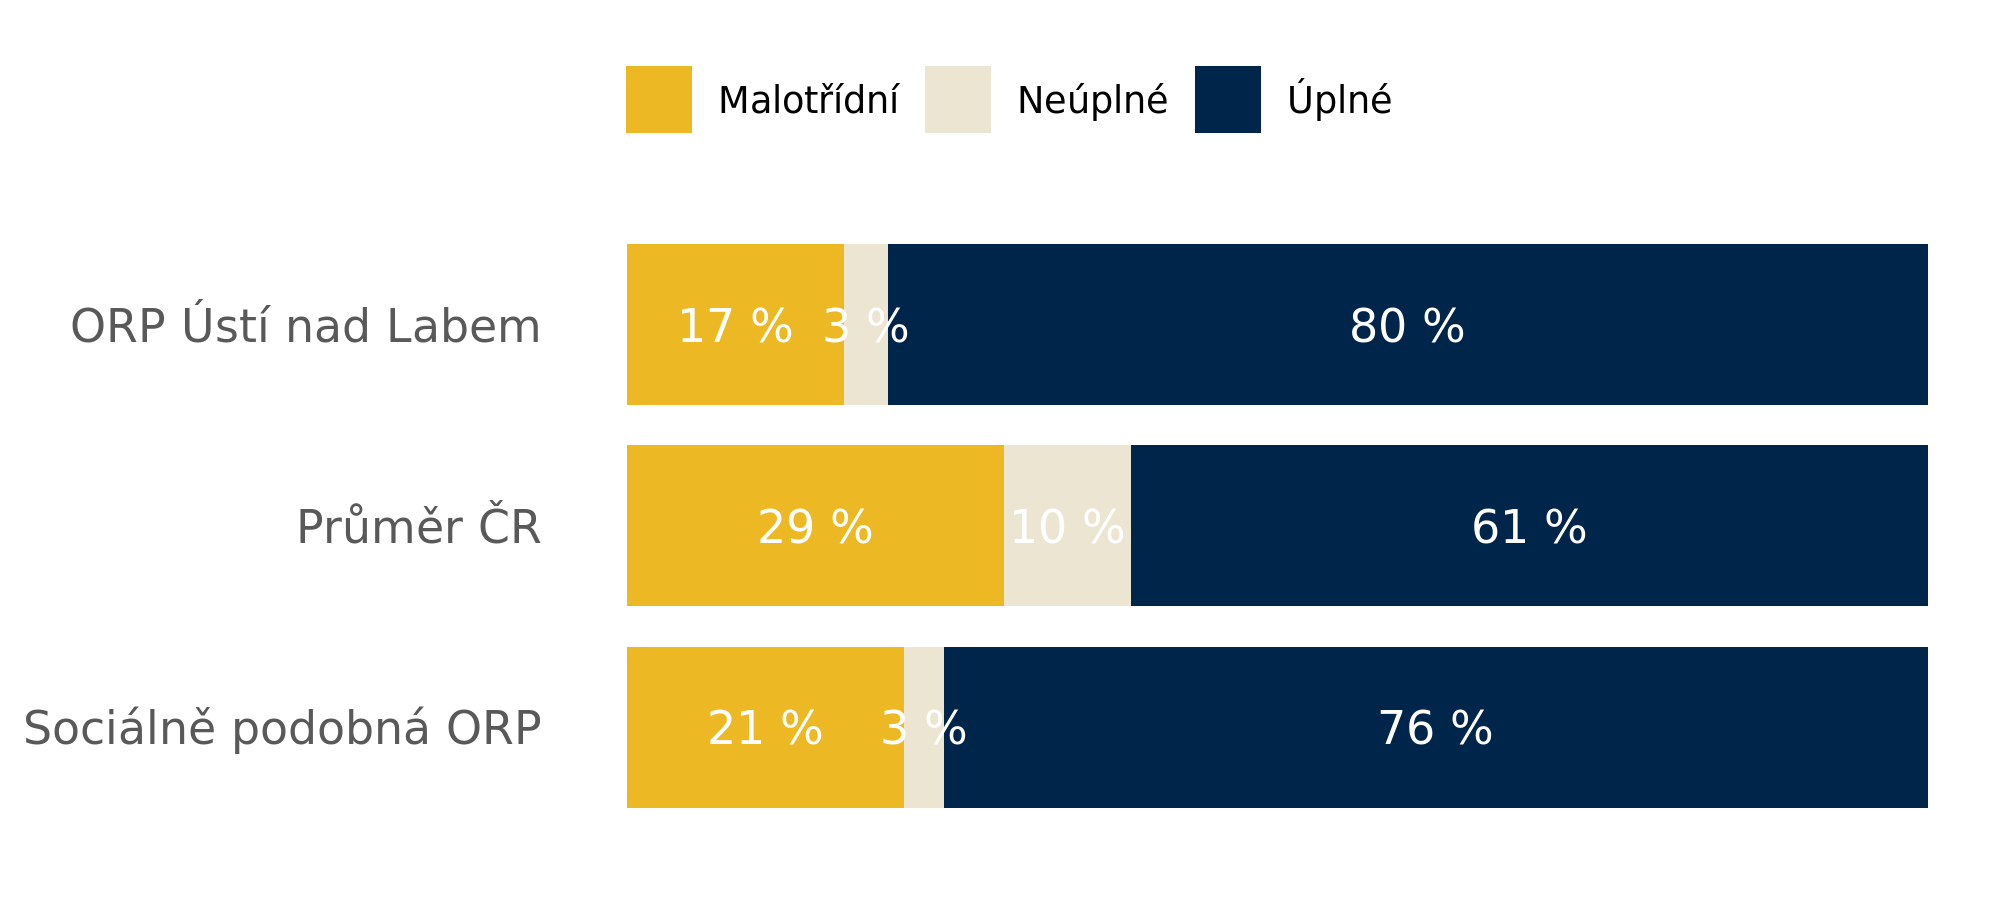 Malotřídní Neúplné Úplné
ORP Ústí nad Labem 17 % 3 % 80 %
Průměr ČR 29 % 10 % 61 %
Sociálně podobná ORP 21 % 3 % 76 %